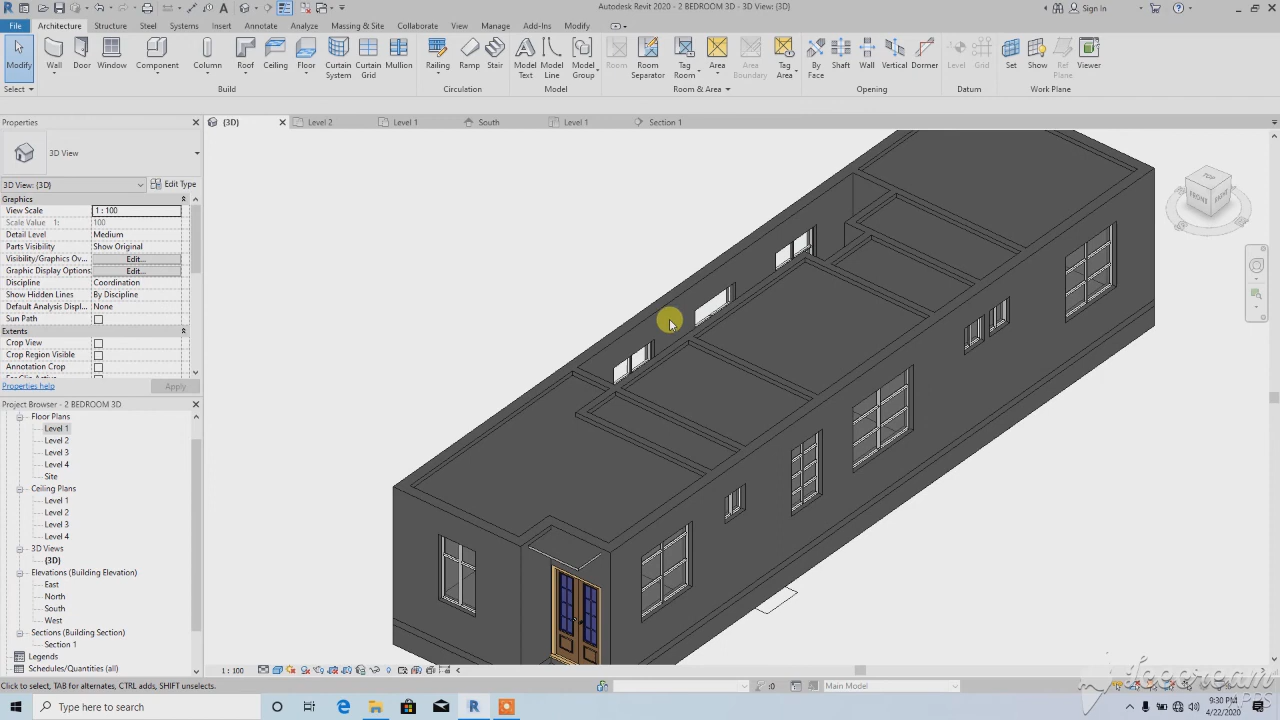 Autodesk Revit 2020 - 2 BEDROOM 3D - 3D View: {3D}
Sign In
File Architecture Structure Steel Systems Insert Annotate Analyze Massing & Site Collaborate View Manage Add-Ins Modify
Modify Wall Door Window Component Column Roof Ceiling Floor Curtain System Curtain Grid Mullion Railing Ramp Stair Model Text Model Line Model Group Room Room Separator Tag Room Area Area Boundary Tag Area By Face Shaft Wall Vertical Dormer Level Grid Set Show Ref Plane Viewer
Select Build Circulation Model Room & Area Opening Datum Work Plane
Properties
{3D} Level 2 Level 1 South Level 1 Section 1
3D View
3D View: {3D} Edit Type
Graphics
View Scale 1 : 100
Scale Value 1: 100
Detail Level Medium
Parts Visibility Show Original
Visibility/Graphics Ov... Edit...
Graphic Display Options Edit...
Discipline Coordination
Show Hidden Lines By Discipline
Default Analysis Displ... None
Sun Path
Extents
Crop View
Crop Region Visible
Annotation Crop
Properties help Apply
Project Browser - 2 BEDROOM 3D
Floor Plans
Level 1
Level 2
Level 3
Level 4
Site
Ceiling Plans
Level 1
Level 2
Level 3
Level 4
3D Views
{3D}
Elevations (Building Elevation)
East
North
South
West
Sections (Building Section)
Section 1
Legends
Schedules/Quantities (all)
TOP
FRONT
1 : 100
Click to select, TAB for alternates, CTRL adds, SHIFT unselects.
:0
Main Model
Icecream
APPS
Type here to search
9:30 PM
4/22/2020